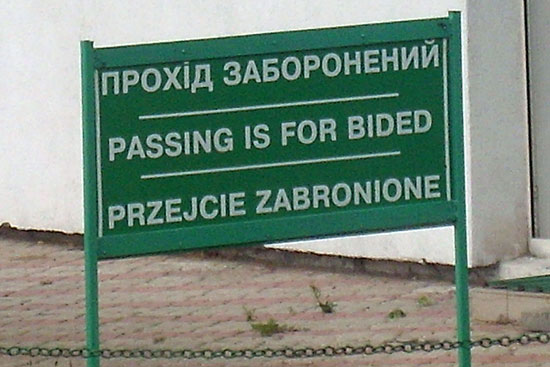 ПРОХіД ЗАБОРОНЕНИЙ
PASSING IS FOR BIDED
PRZEJCIE ZABRONIONE